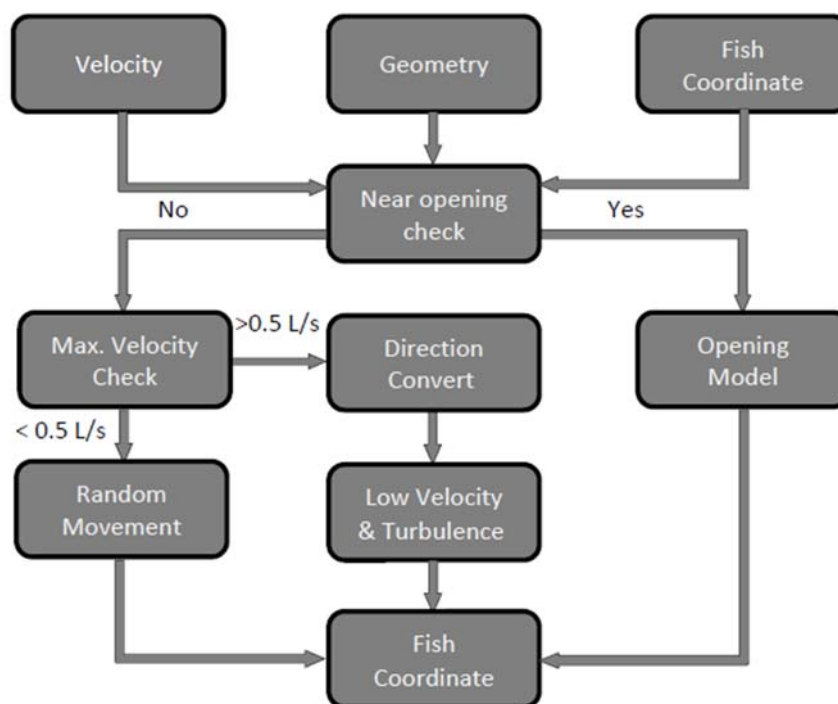 Velocity
Geometry
Fish
Coordinate
Near opening
check
No
Yes
Max. Velocity
Check
>0.5 L/s
Direction
Convert
Opening
Model
< 0.5 L/s
Random
Movement
Low Velocity
& Turbulence
Fish
Coordinate